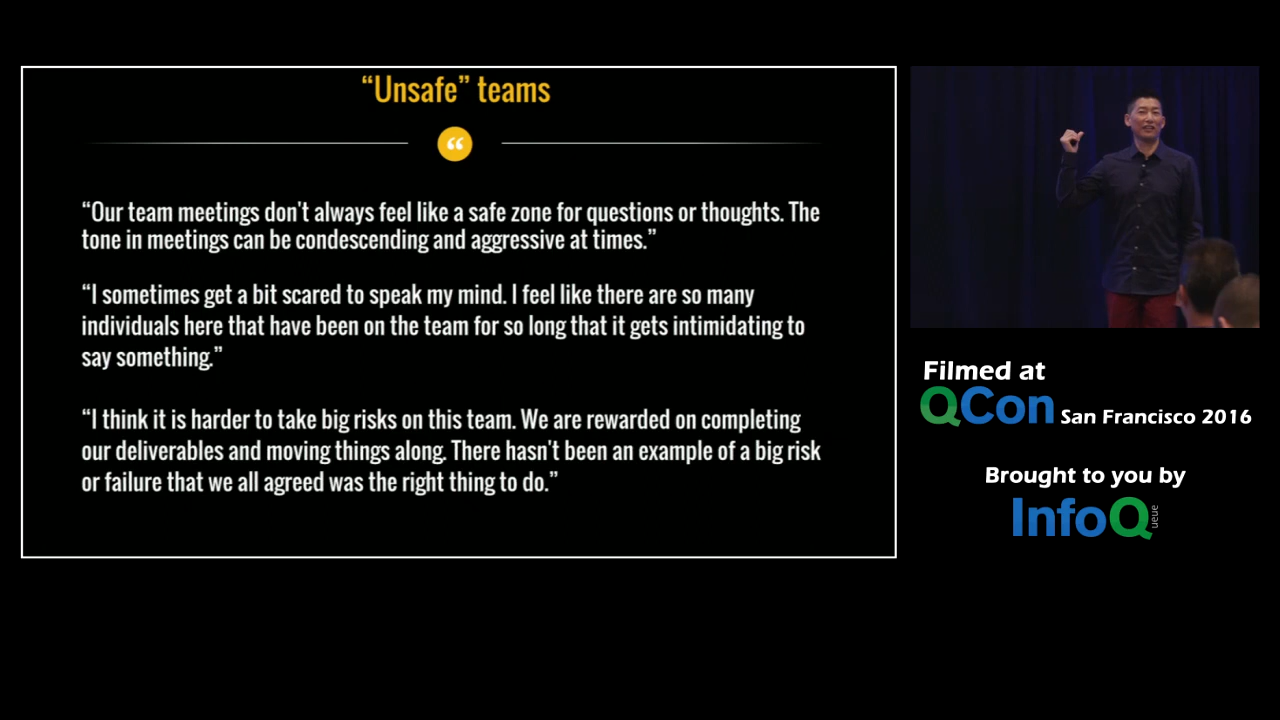 “Unsafe” teams
“
“Our team meetings don’t always feel like a safe zone for questions or thoughts. The
tone in meetings can be condescending and aggressive at times.”
“I sometimes get a bit scared to speak my mind. I feel like there are so many
individuals here that have been on the team for so long that it gets intimidating to
say something.”
“I think it is harder to take big risks on this team. We are rewarded on completing
our deliverables and moving things along. There hasn't been an example of a big risk
or failure that we all agreed was the right thing to do.”
Filmed at
QCon San Francisco 2016
Brought to you by
InfoQueue